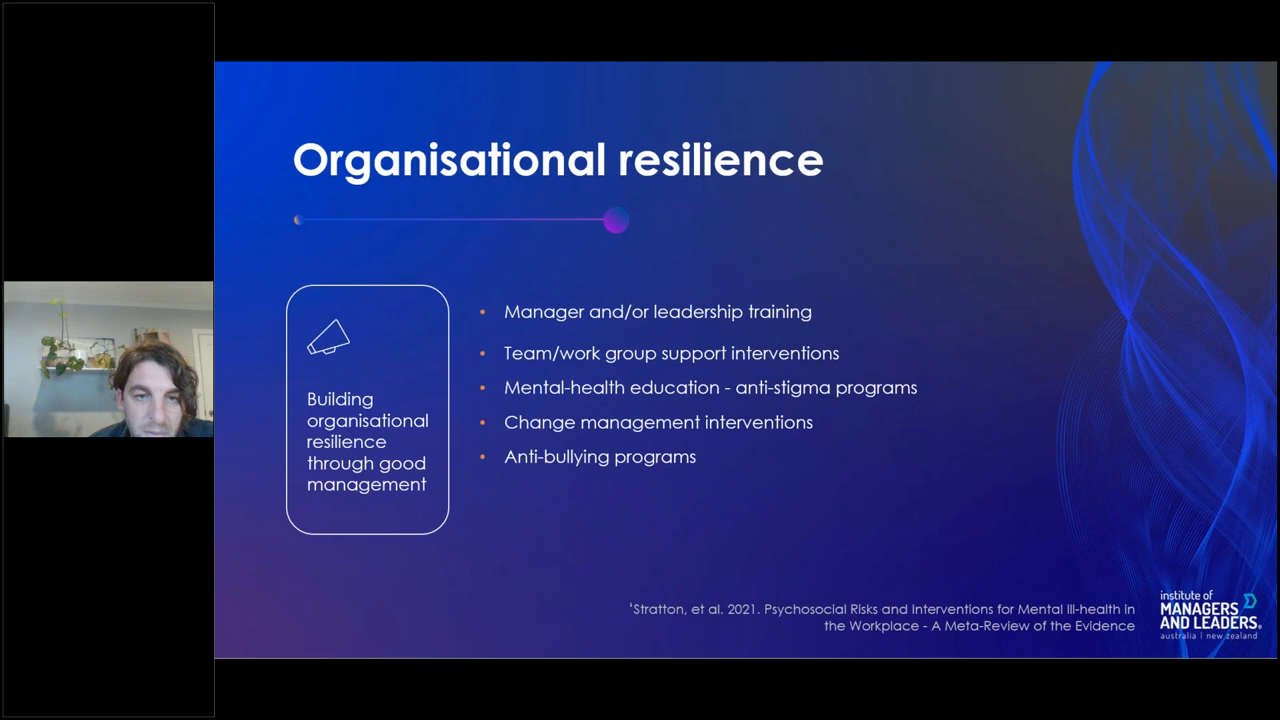 Organisational resilience
Building
organisational
resilience
through good
management
• Manager and/or leadership training
• Team/work group support interventions
• Mental-health education - anti-stigma programs
• Change management interventions
• Anti-bullying programs
¹Stratton, et al. 2021. Psychosocial Risks and Interventions for Mental Ill-health in
the Workplace - A Meta-Review of the Evidence
institute of
MANAGERS
AND LEADERS®
australia | new zealand